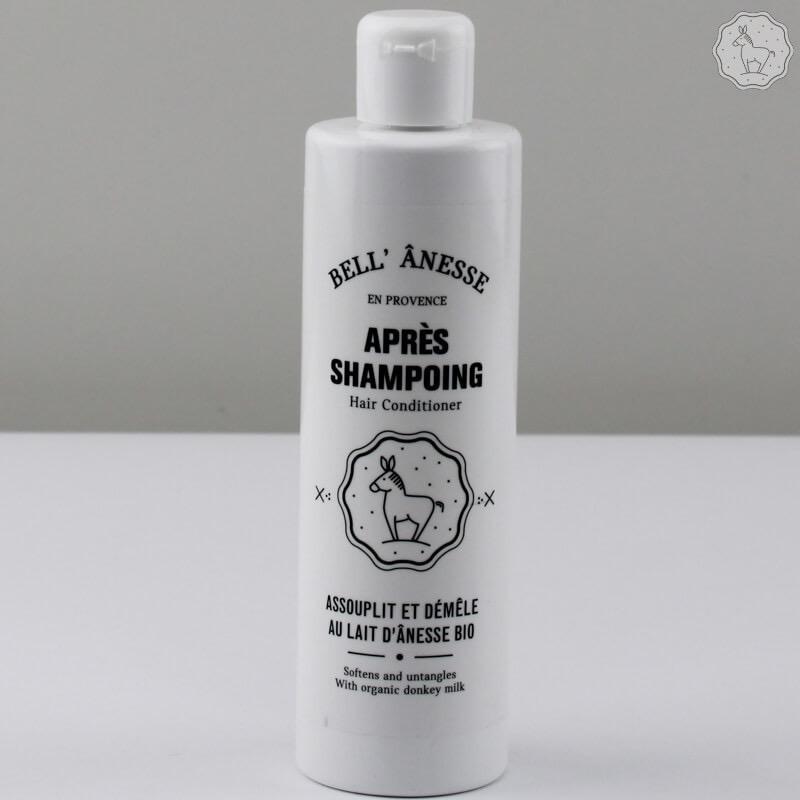 BELL' ÂNESSE
EN PROVENCE
APRÈS
SHAMPOING
Hair Conditioner
ASSOUPLIT ET DÉMÊLE
AU LAIT D'ÂNESSE BIO
Softens and untangles
With organic donkey milk